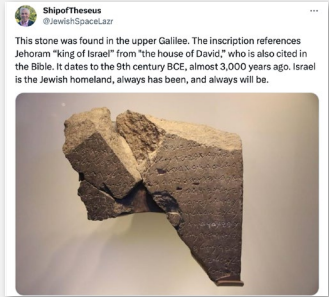 ShipofTheseus
@JewishSpaceLazr
This stone was found in the upper Galilee. The inscription references
Jehoram "king of Israel" from "the house of David," who is also cited in
the Bible. It dates to the 9th century BCE, almost 3,000 years ago. Israel
is the Jewish homeland, always has been, and always will be.